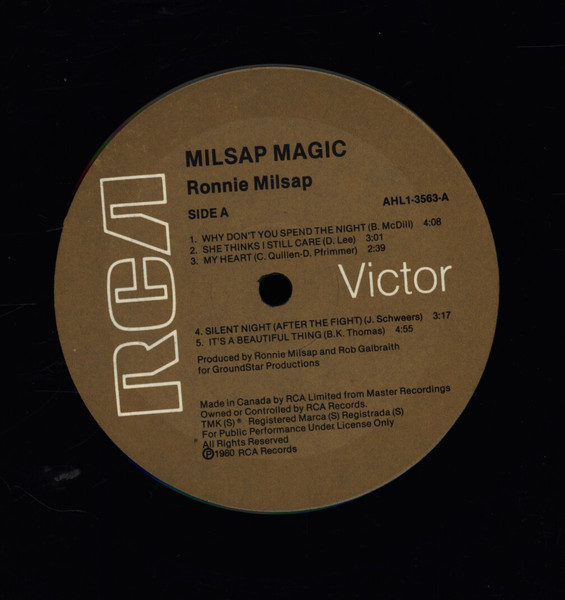 MILSAP MAGIC
Ronnie Milsap
SIDE A
AHL1-3563-A
1. WHY DON'T YOU SPEND THE NIGHT (B. McDill) 4:08
2. SHE THINKS I STILL CARE (D. Lee) 3:01
3. MY HEART (C. Quillen-D. Pfrimmer) 2:39
RCA
Victor
4. SILENT NIGHT (AFTER THE FIGHT) (J. Schweers) 3:17
5. IT'S A BEAUTIFUL THING (B.K. Thomas) 4:55
Produced by Ronnie Milsap and Rob Galbraith
for GroundStar Productions
Made in Canada by RCA Limited from Master Recordings
Owned or Controlled by RCA Records.
TMK (S) ® Registered Marca (S) Registrada (S)
For Public Performance Under License Only
All Rights Reserved
℗1980 RCA Records